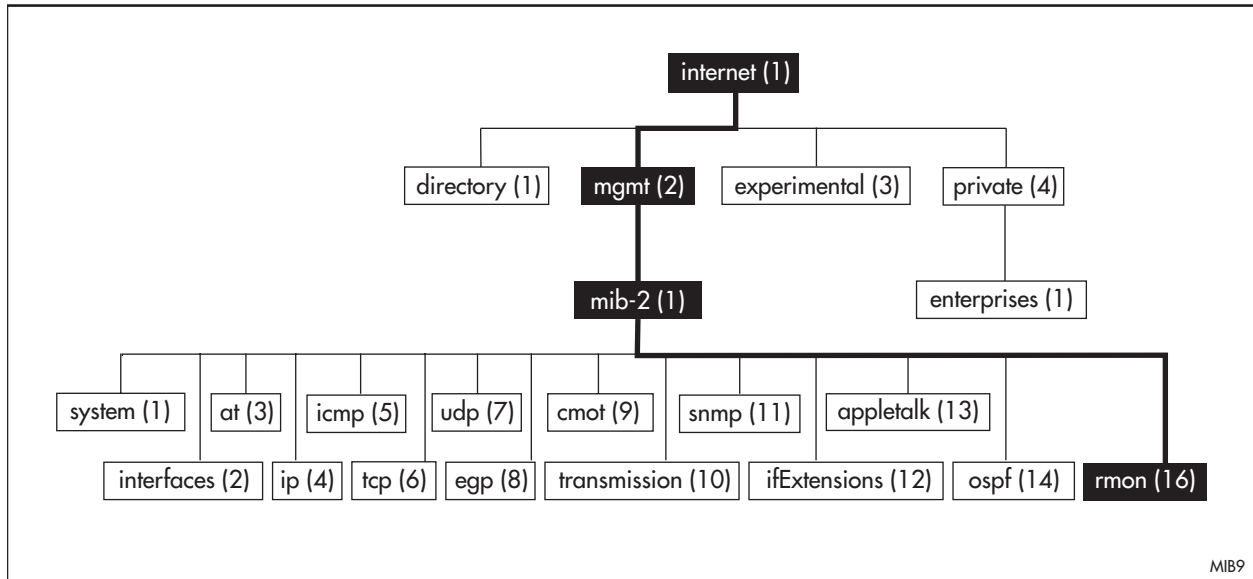 internet (1)
directory (1) mgmt (2) experimental (3) private (4)
mib-2 (1) enterprises (1)
system (1) at (3) icmp (5) udp (7) cmot (9) snmp (11) appletalk (13)
interfaces (2) ip (4) tcp (6) egp (8) transmission (10) ifExtensions (12) ospf (14) rmon (16)
MIB9